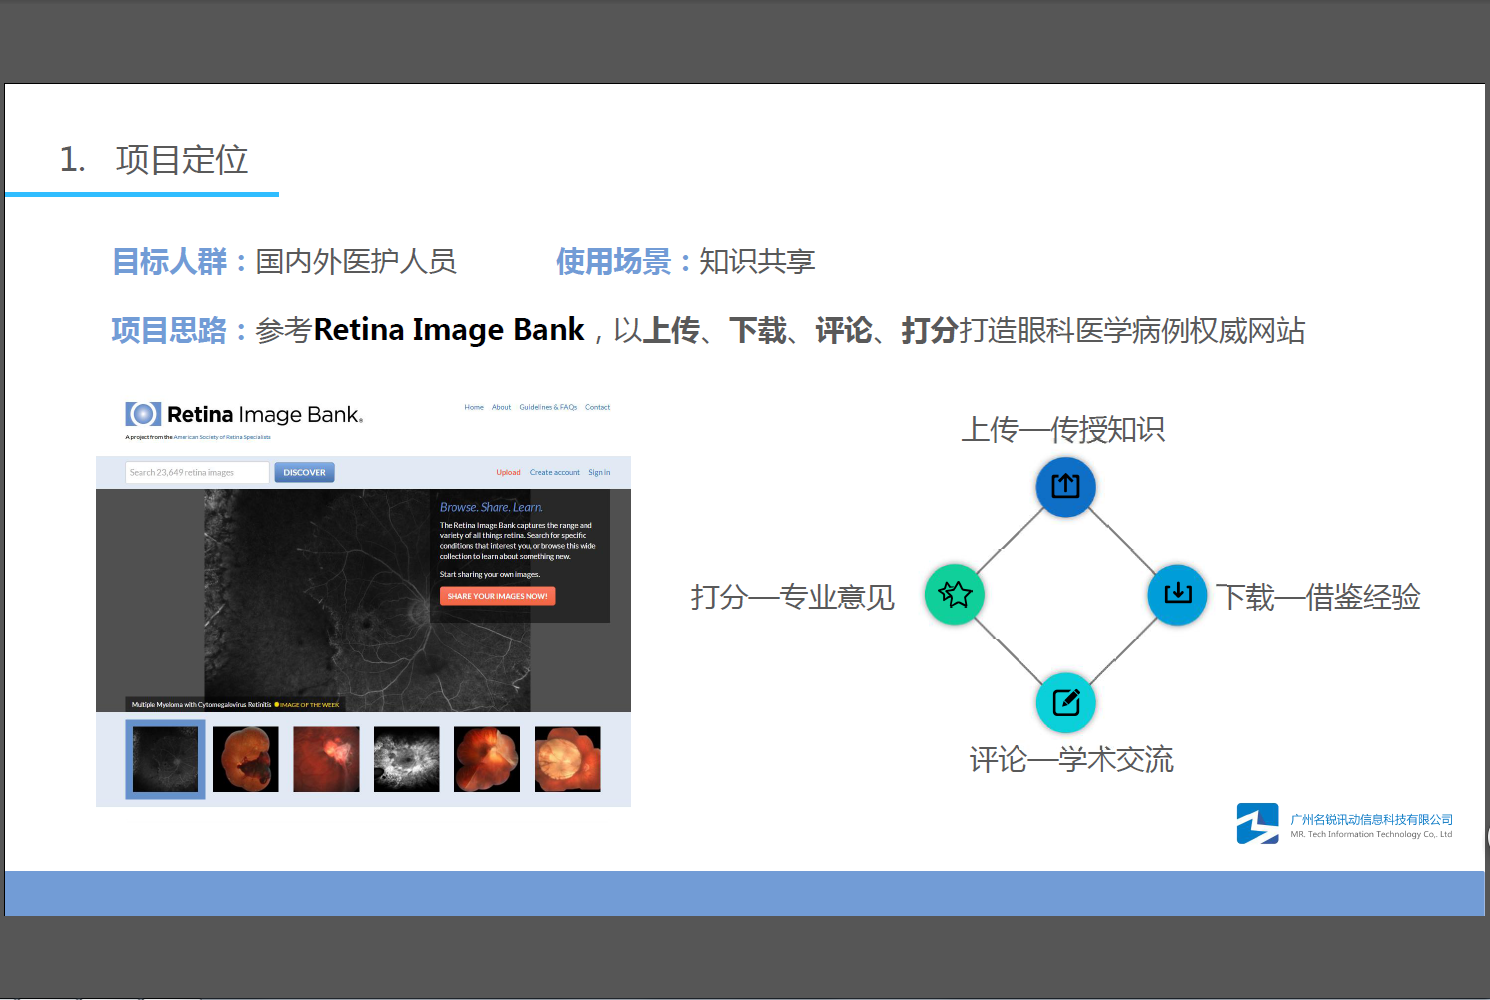 1. 项目定位
目标人群：国内外医护人员 使用场景：知识共享
项目思路：参考Retina Image Bank，以上传、下载、评论、打分打造眼科医学病例权威网站
Retina Image Bank®
Home About Guidelines & FAQs Contact
A project from the American Society of Retina Specialists
Search 23,649 retina images DISCOVER Upload Create account Sign in
Browse. Share. Learn.
The Retina Image Bank captures the range and
variety of all things retina. Search for specific
conditions that interest you, or browse this wide
collection to learn about something new.
Start sharing your own images.
SHARE YOUR IMAGES NOW!
Multiple Myeloma with Cytomegalovirus Retinitis IMAGE OF THE WEEK
上传—传授知识
打分—专业意见
下载—借鉴经验
评论—学术交流
广州名锐讯动信息科技有限公司
MR. Tech Information Technology Co,. Ltd